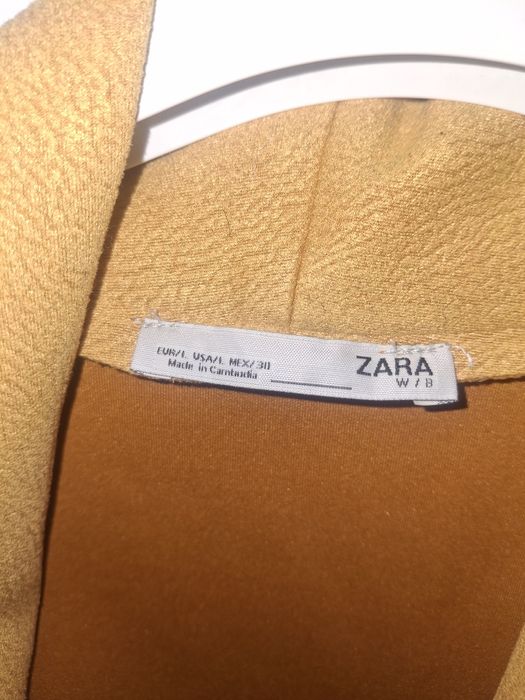 EUR/L USA/L MEX/30
Made in Cambodia
ZARA
W / B